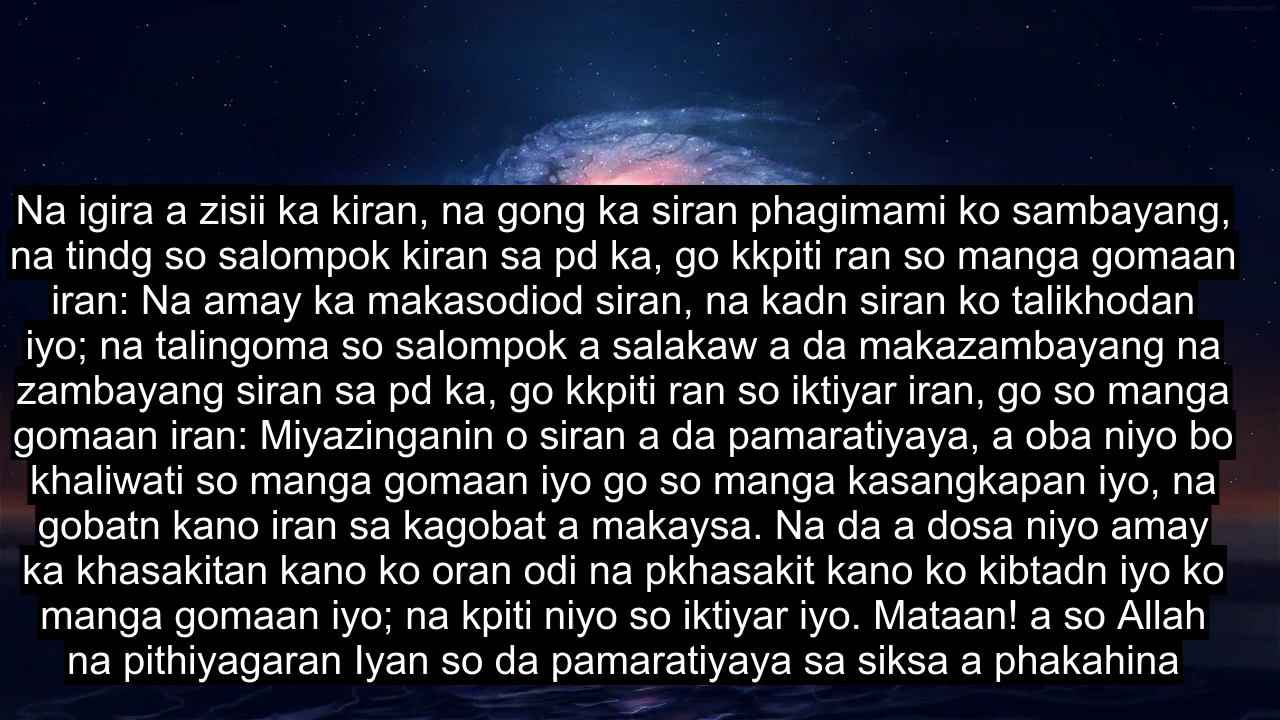 mylivewallpapers.com
Na igira a zisii ka kiran, na gong ka siran phagimami ko sambayang,
na tindg so salompok kiran sa pd ka, go kkpiti ran so manga gomaan
iran: Na amay ka makasodiod siran, na kadn siran ko talikhodan
iyo; na talingoma so salompok a salakaw a da makazambayang na
zambayang siran sa pd ka, go kkpiti ran so iktiyar iran, go so manga
gomaan iran: Miyazinganin o siran a da pamaratiyaya, a oba niyo bo
khaliwati so manga gomaan iyo go so manga kasangkapan iyo, na
gobatn kano iran sa kagobat a makaysa. Na da a dosa niyo amay
ka khasakitan kano ko oran odi na pkhasakit kano ko kibtadn iyo ko
manga gomaan iyo; na kpiti niyo so iktiyar iyo. Mataan! a so Allah
na pithiyagaran Iyan so da pamaratiyaya sa siksa a phakahina